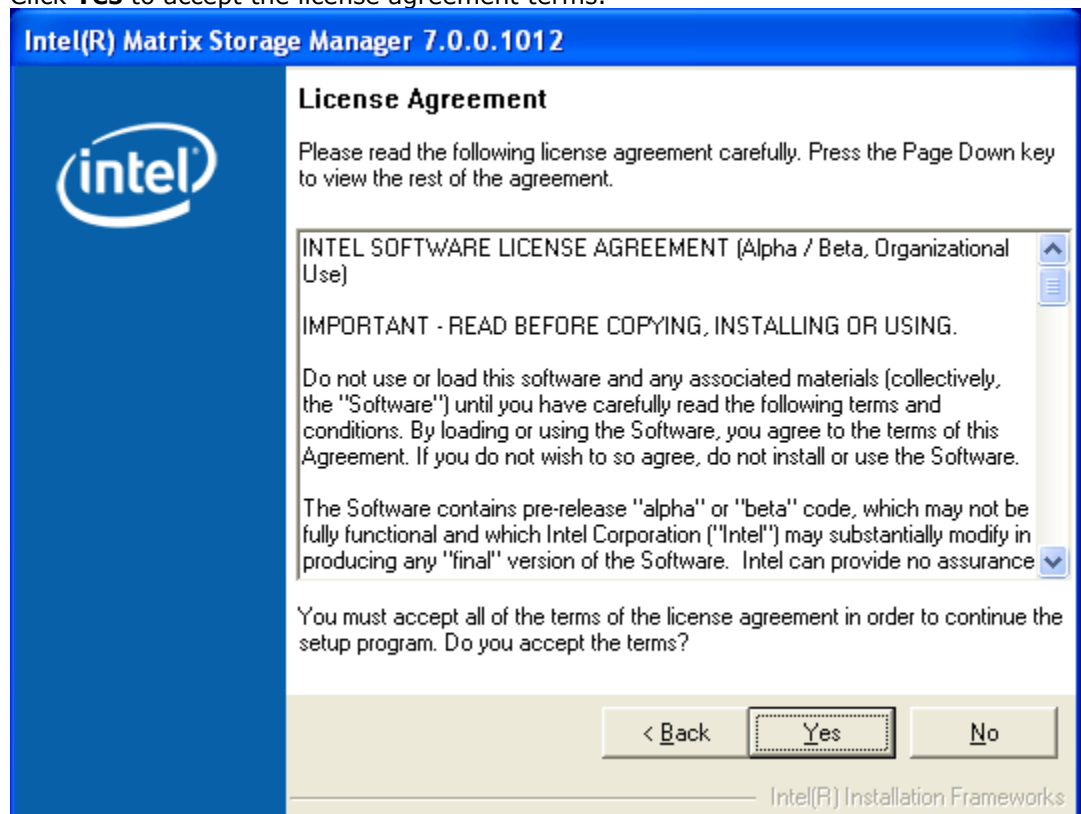 Click Yes to accept the license agreement terms.
Intel(R) Matrix Storage Manager 7.0.0.1012
intel
License Agreement
Please read the following license agreement carefully. Press the Page Down key
to view the rest of the agreement.
INTEL SOFTWARE LICENSE AGREEMENT (Alpha / Beta, Organizational
Use)
IMPORTANT - READ BEFORE COPYING, INSTALLING OR USING.
Do not use or load this software and any associated materials (collectively,
the "Software") until you have carefully read the following terms and
conditions. By loading or using the Software, you agree to the terms of this
Agreement. If you do not wish to so agree, do not install or use the Software.
The Software contains pre-release "alpha" or "beta" code, which may not be
fully functional and which Intel Corporation ("Intel") may substantially modify in
producing any "final" version of the Software. Intel can provide no assurance
You must accept all of the terms of the license agreement in order to continue the
setup program. Do you accept the terms?
< Back
Yes
No
Intel(R) Installation Frameworks